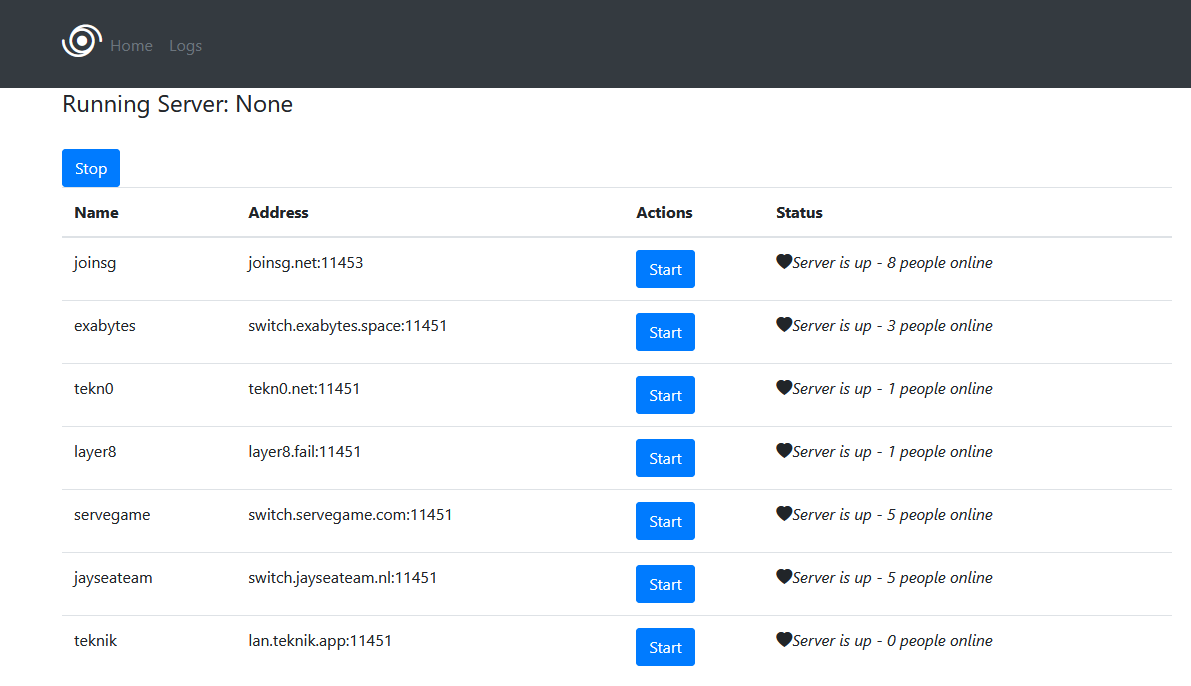 Home Logs
Running Server: None
Stop
Name Address Actions Status
joinsg joinsg.net:11453 Start Server is up - 8 people online
exabytes switch.exabytes.space:11451 Start Server is up - 3 people online
tekn0 tekn0.net:11451 Start Server is up - 1 people online
layer8 layer8.fail:11451 Start Server is up - 1 people online
servegame switch.servegame.com:11451 Start Server is up - 5 people online
jayseateam switch.jayseateam.nl:11451 Start Server is up - 5 people online
teknik lan.teknik.app:11451 Start Server is up - 0 people online